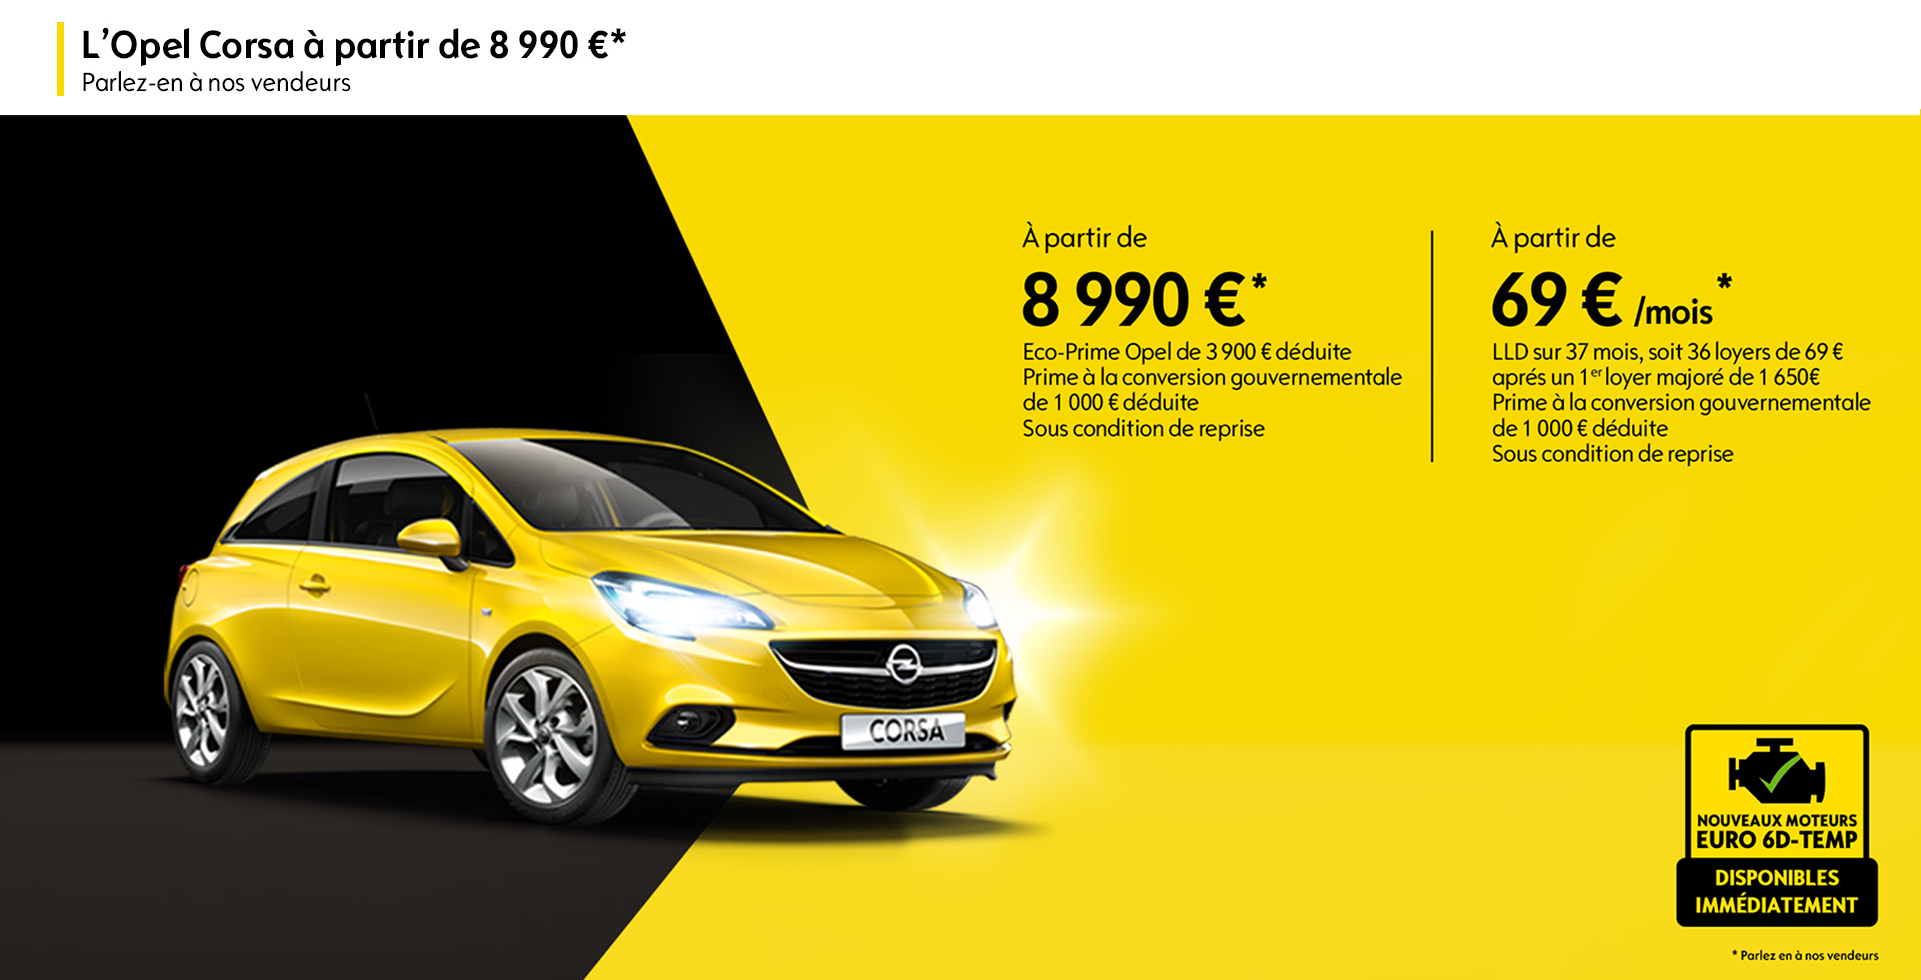 L’Opel Corsa à partir de 8 990 €*
Parlez-en à nos vendeurs
À partir de
8 990 €*
Eco-Prime Opel de 3 900 € déduite
Prime à la conversion gouvernementale
de 1 000 € déduite
Sous condition de reprise
À partir de
69 € /mois*
LLD sur 37 mois, soit 36 loyers de 69 €
aprés un 1er loyer majoré de 1 650€
Prime à la conversion gouvernementale
de 1 000 € déduite
Sous condition de reprise
CORSA
NOUVEAUX MOTEURS
EURO 6D-TEMP
DISPONIBLES
IMMÉDIATEMENT
* Parlez en à nos vendeurs